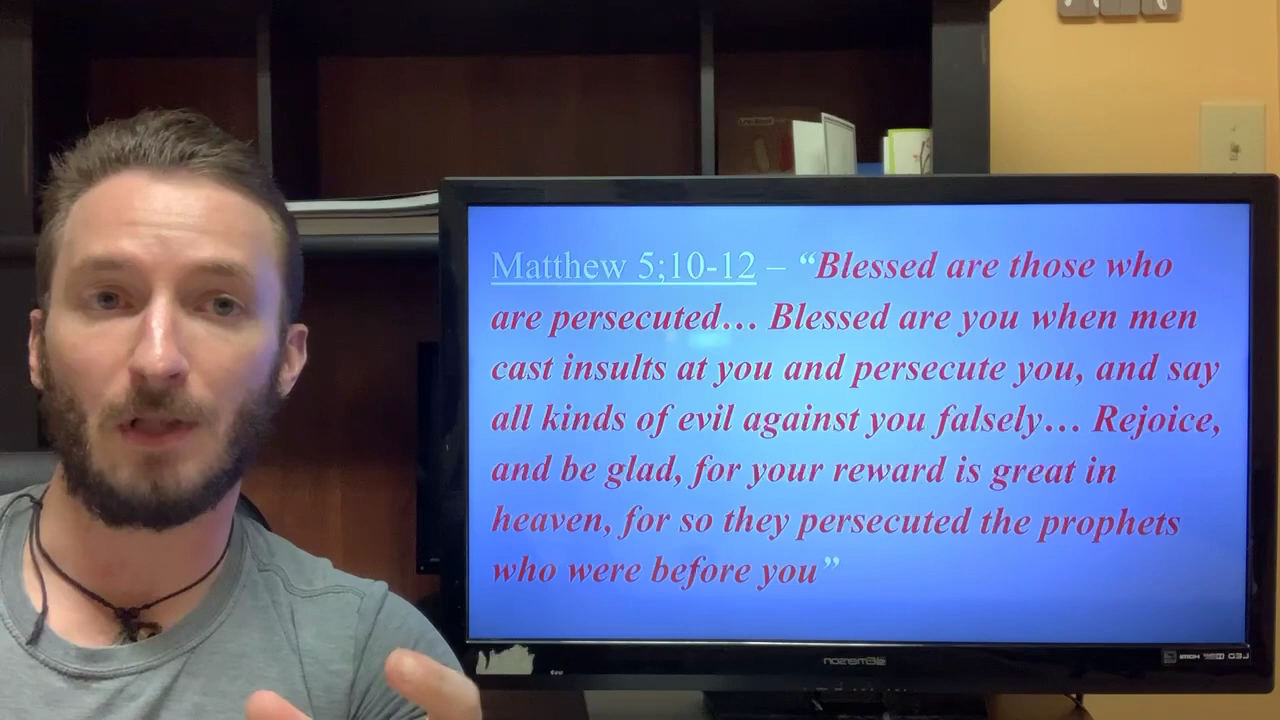 Matthew 5;10-12 – “Blessed are those who
are persecuted… Blessed are you when men
cast insults at you and persecute you, and say
all kinds of evil against you falsely… Rejoice,
and be glad, for your reward is great in
heaven, for so they persecuted the prophets
who were before you”